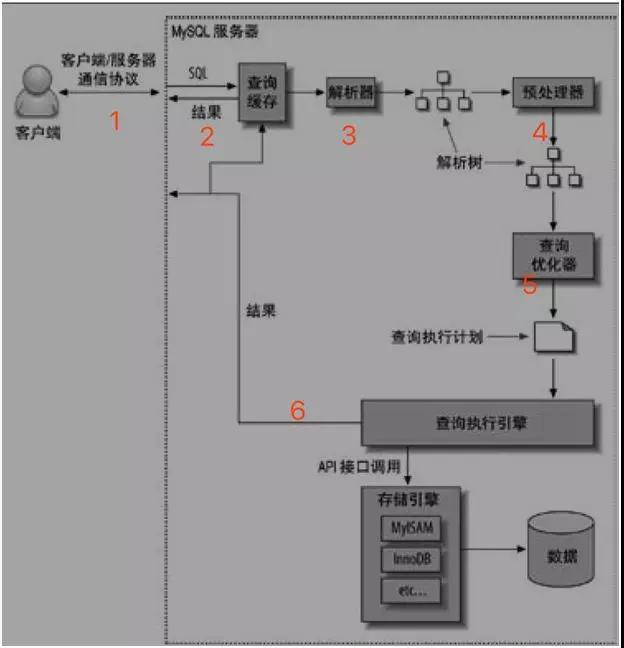 MySQL 服务器
客户端/服务器
通信协议
1
客户端
SQL
结果
2
查询
缓存
解析器
3
预处理器
4
解析树
查询
优化器
5
查询执行计划
结果
6
查询执行引擎
API 接口调用
存储引擎
MyISAM
InnoDB
etc...
数据